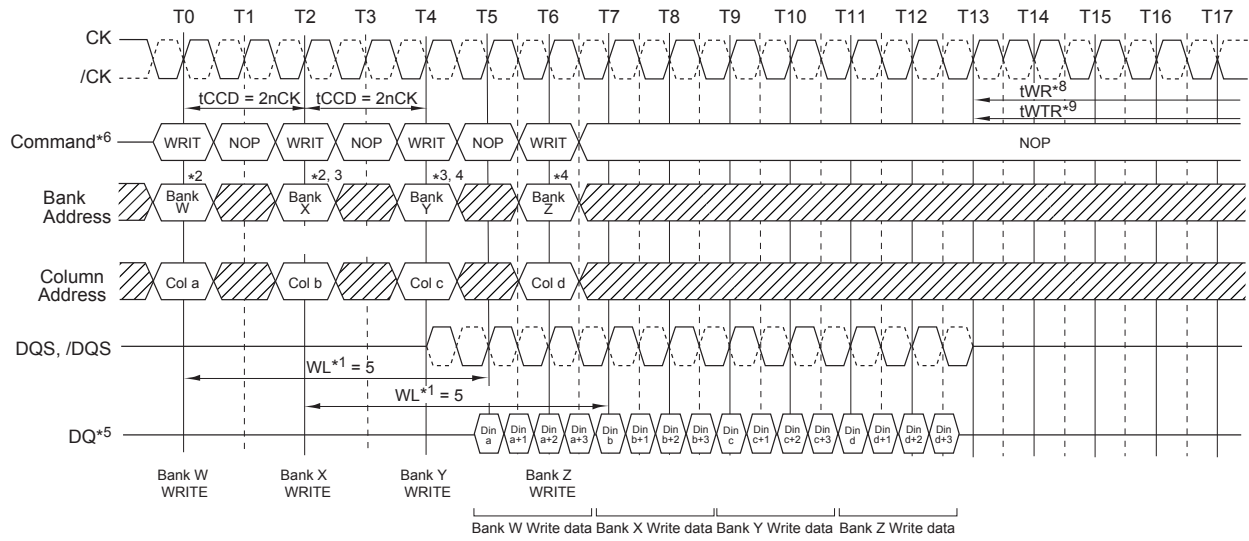 T0 T1 T2 T3 T4 T5 T6 T7 T8 T9 T10 T11 T12 T13 T14 T15 T16 T17
CK
/CK
tCCD = 2nCK tCCD = 2nCK
tWR*8
tWTR*9
Command*6 WRIT NOP WRIT NOP WRIT NOP WRIT NOP
*2 *2, 3 *3, 4 *4
Bank Address
Bank W
Bank X
Bank Y
Bank Z
Column Address
Col a Col b Col c Col d
DQS, /DQS
WL*1 = 5
WL*1 = 5
DQ*5
Din a
Din a+1
Din a+2
Din a+3
Din b
Din b+1
Din b+2
Din b+3
Din c
Din c+1
Din c+2
Din c+3
Din d
Din d+1
Din d+2
Din d+3
Bank W WRITE
Bank X WRITE
Bank Y WRITE
Bank Z WRITE
Bank W Write data Bank X Write data Bank Y Write data Bank Z Write data